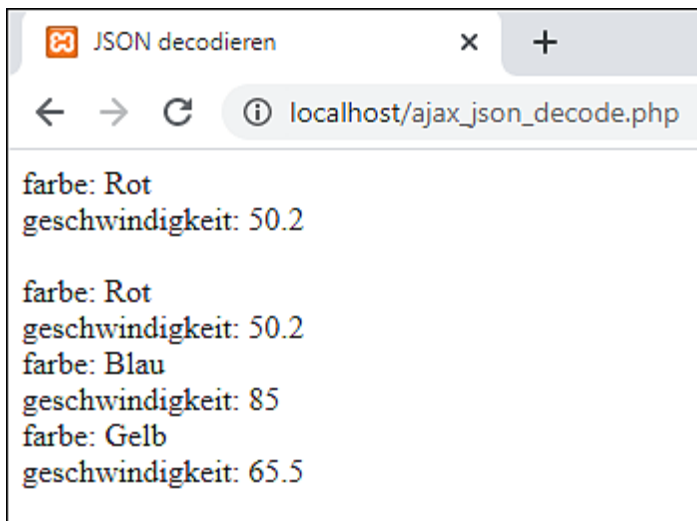 JSON decodieren
localhost/ajax_json_decode.php
farbe: Rot
geschwindigkeit: 50.2
farbe: Rot
geschwindigkeit: 50.2
farbe: Blau
geschwindigkeit: 85
farbe: Gelb
geschwindigkeit: 65.5